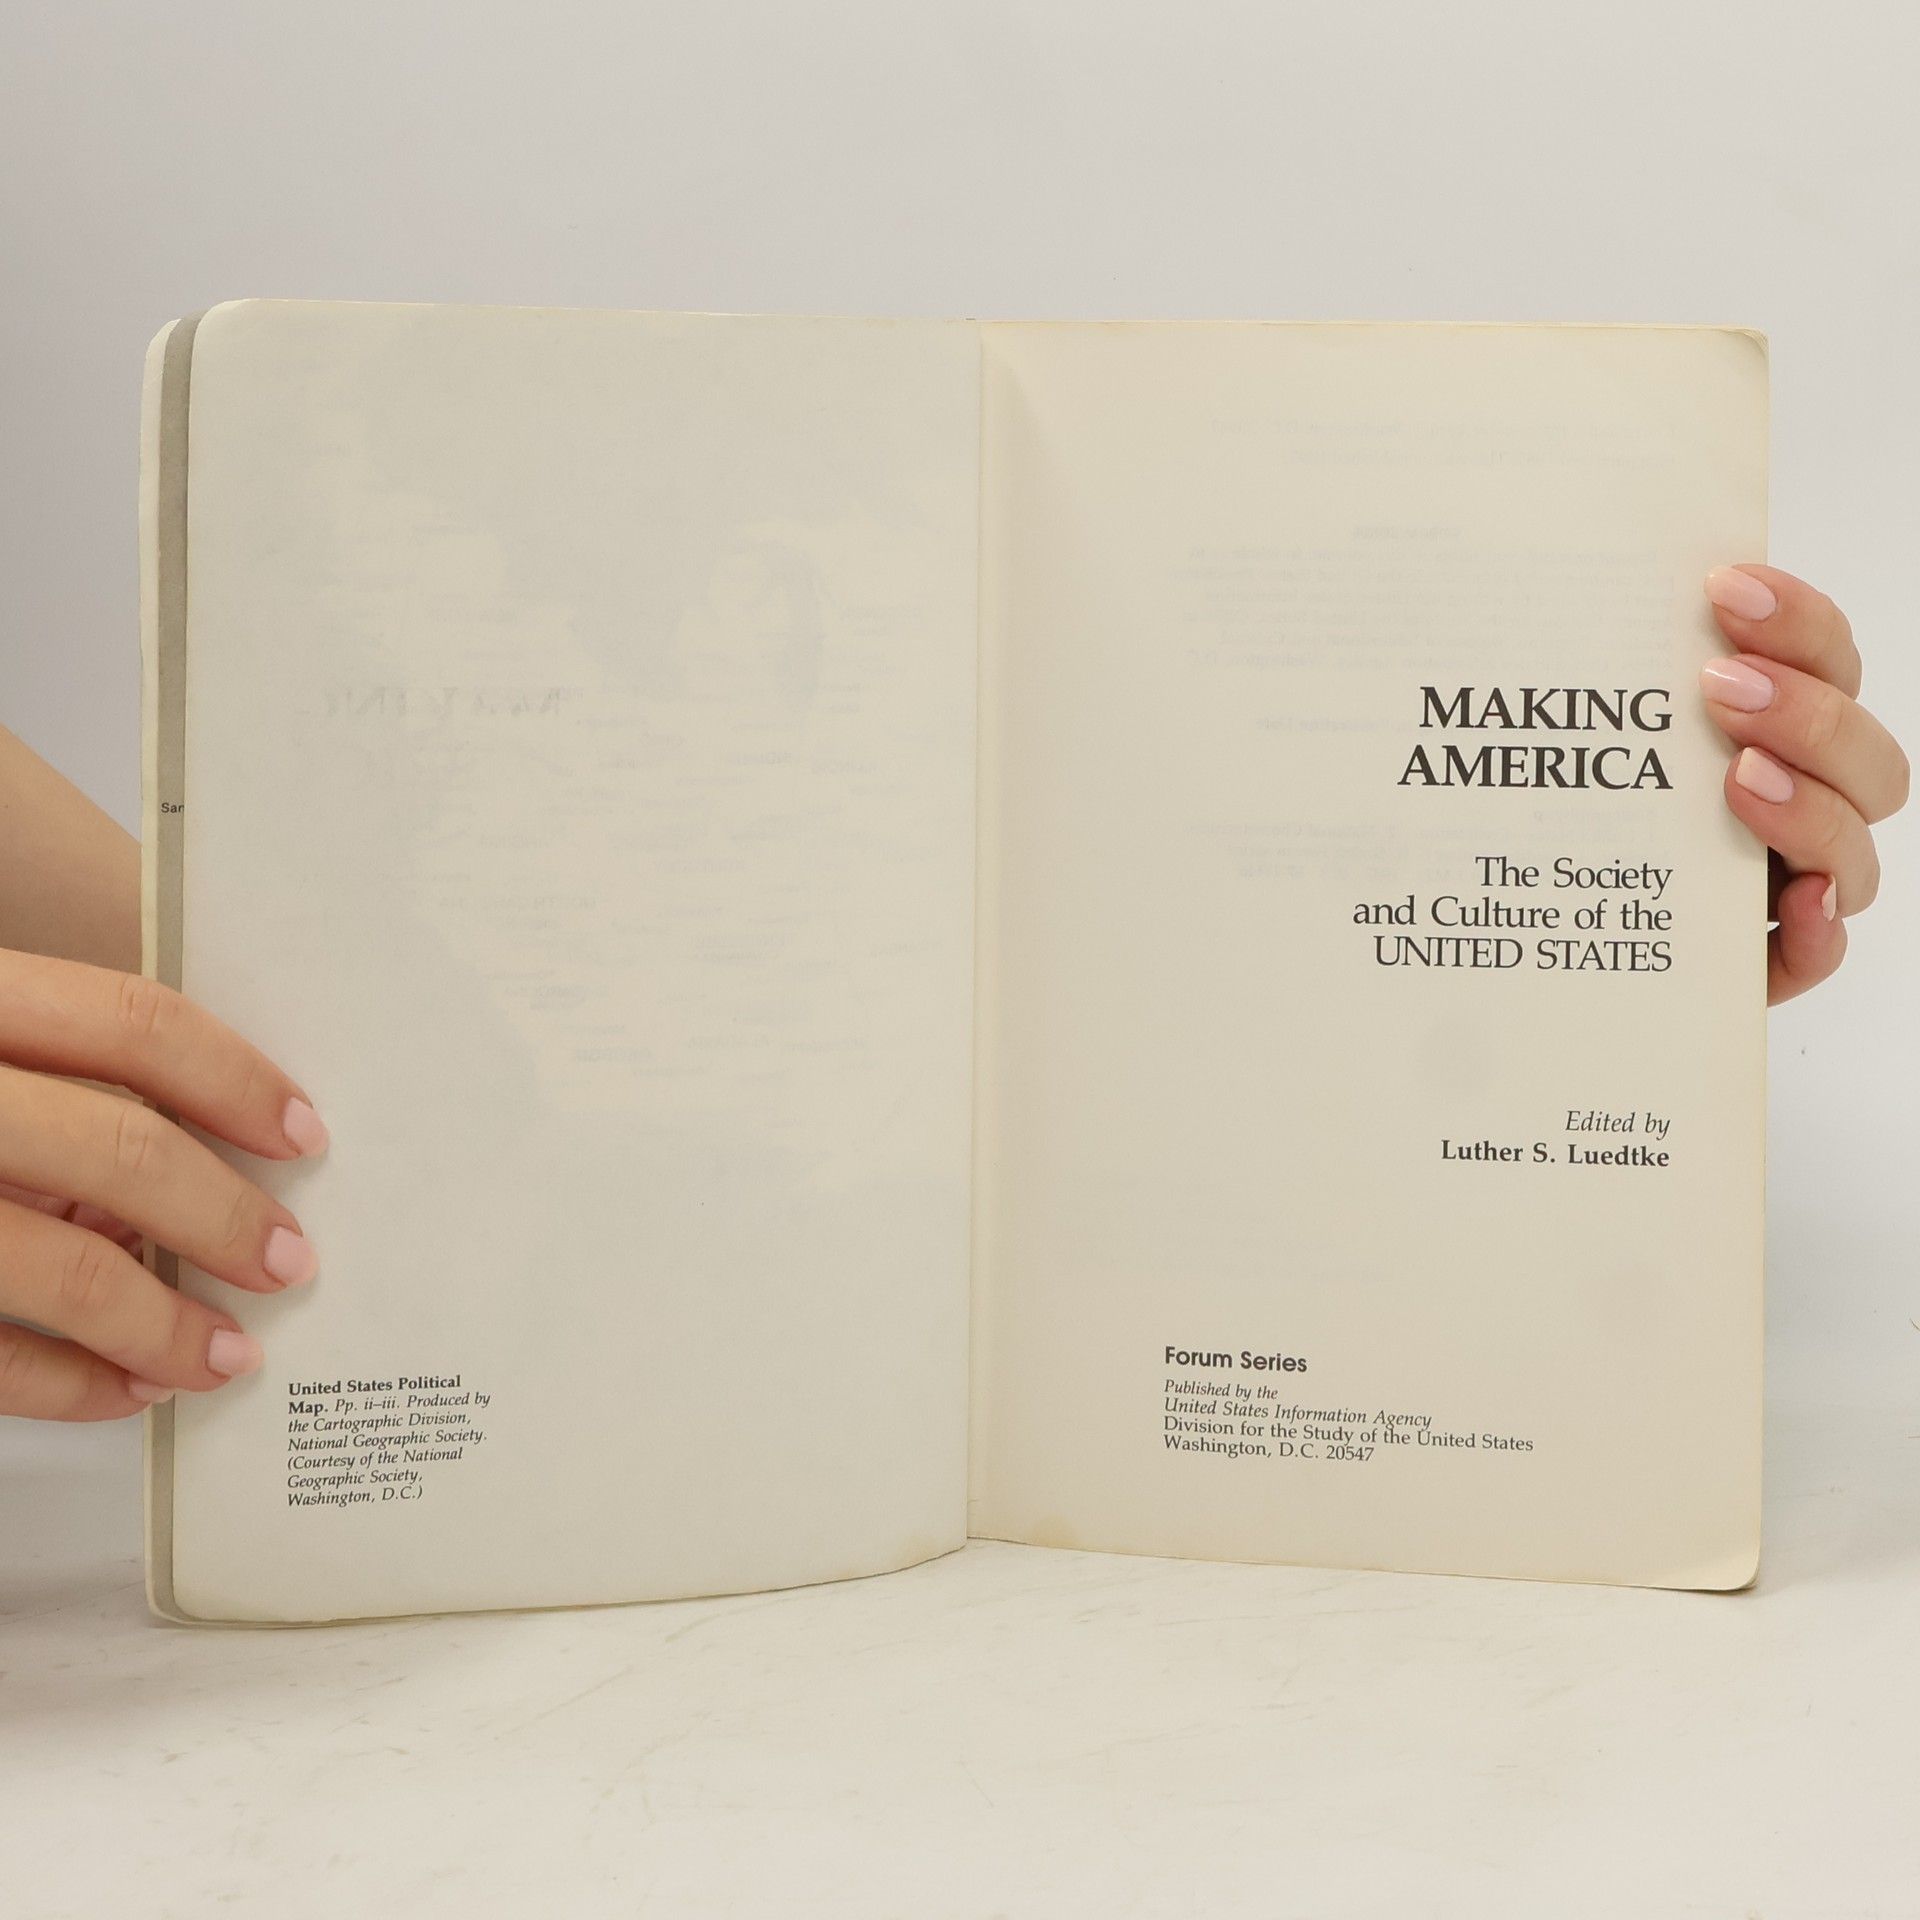 San
United States Political
Map. Pp. ii–iii. Produced by
the Cartographic Division,
National Geographic Society.
(Courtesy of the National
Geographic Society,
Washington, D.C.)
MAKING
AMERICA
The Society
and Culture of the
UNITED STATES
Edited by
Luther S. Luedtke
Forum Series
Published by the
United States Information Agency
Division for the Study of the United States
Washington, D.C. 20547